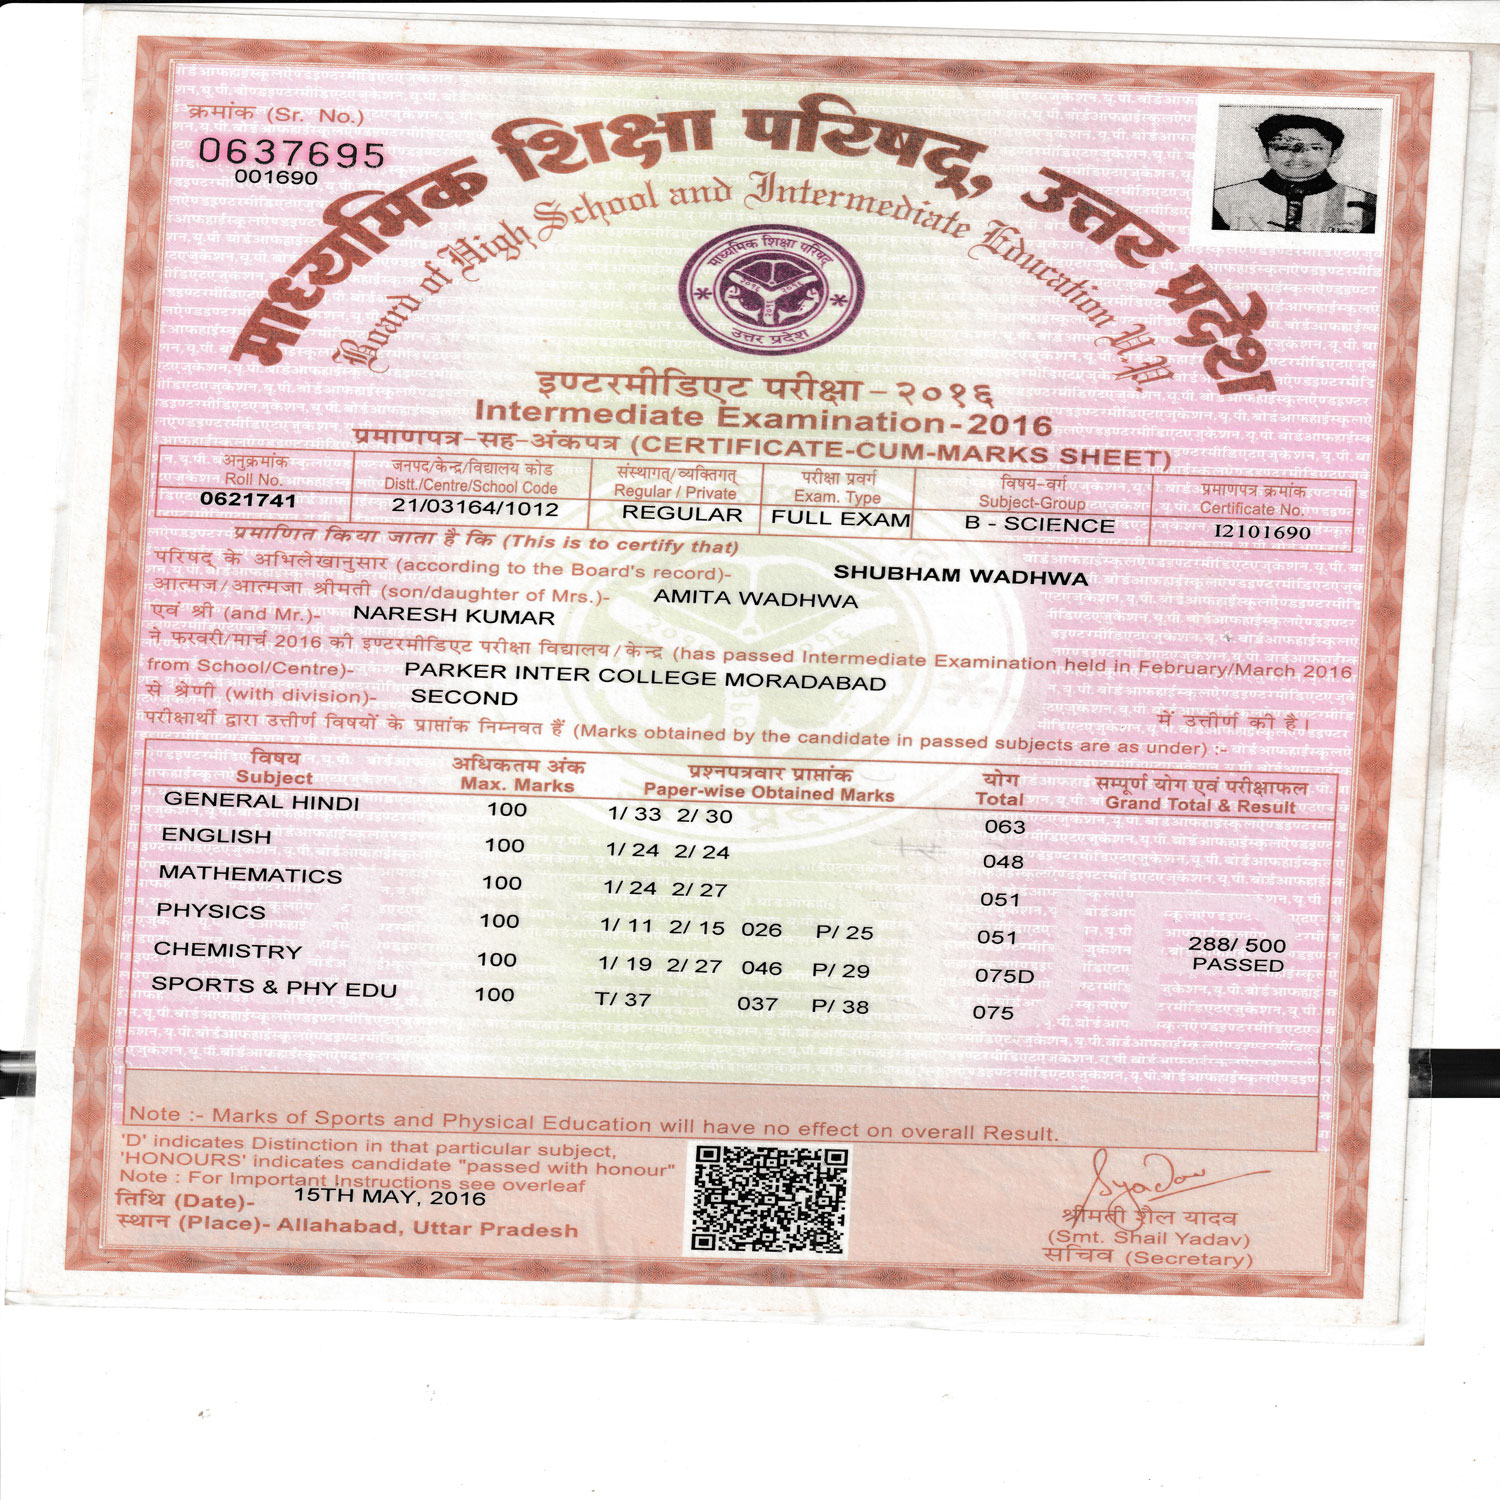 क्रमांक (Sr. No.)
0637695
001690
माध्यमिक शिक्षा परिषद्, उत्तर प्रदेश
Board of High School and Intermediate Education U.P.
माध्यमिक शिक्षा परिषद्
उत्तर प्रदेश
इण्टरमीडिएट परीक्षा - २०१६
Intermediate Examination - 2016
प्रमाणपत्र-सह-अंकपत्र (CERTIFICATE-CUM-MARKS SHEET)
अनुक्रमांक जनपद/केन्द्र/विद्यालय कोड संस्थागत्/व्यक्तिगत् परीक्षा प्रवर्ग विषय-वर्ग प्रमाणपत्र क्रमांक
Roll No. Distt./Centre/School Code Regular / Private Exam. Type Subject-Group Certificate No.
0621741 21/03164/1012 REGULAR FULL EXAM B - SCIENCE I2101690
प्रमाणित किया जाता है कि (This is to certify that)
परिषद् के अभिलेखानुसार (according to the Board's record)- SHUBHAM WADHWA
आत्मज/आत्मजा श्रीमती (son/daughter of Mrs.)- AMITA WADHWA
एवं श्री (and Mr.)- NARESH KUMAR
ने फरवरी/मार्च 2016 की इण्टरमीडिएट परीक्षा विद्यालय/केन्द्र (has passed Intermediate Examination held in February/March 2016
from School/Centre)- PARKER INTER COLLEGE MORADABAD
से श्रेणी (with division)- SECOND में उत्तीर्ण की है।
परीक्षार्थी द्वारा उत्तीर्ण विषयों के प्राप्तांक निम्नवत हैं (Marks obtained by the candidate in passed subjects are as under) :-
विषय अधिकतम अंक प्रश्नपत्रवार प्राप्तांक योग सम्पूर्ण योग एवं परीक्षाफल
Subject Max. Marks Paper-wise Obtained Marks Total Grand Total & Result
GENERAL HINDI 100 1/ 33 2/ 30 063
ENGLISH 100 1/ 24 2/ 24 048
MATHEMATICS 100 1/ 24 2/ 27 051
PHYSICS 100 1/ 11 2/ 15 026 P/ 25 051 288/ 500
CHEMISTRY 100 1/ 19 2/ 27 046 P/ 29 075D PASSED
SPORTS & PHY EDU 100 T/ 37 037 P/ 38 075
Note :- Marks of Sports and Physical Education will have no effect on overall Result.
'D' indicates Distinction in that particular subject,
'HONOURS' indicates candidate "passed with honour"
Note : For Important Instructions see overleaf
तिथि (Date)- 15TH MAY, 2016
स्थान (Place)- Allahabad, Uttar Pradesh
श्रीमती शैल यादव
(Smt. Shail Yadav)
सचिव (Secretary)